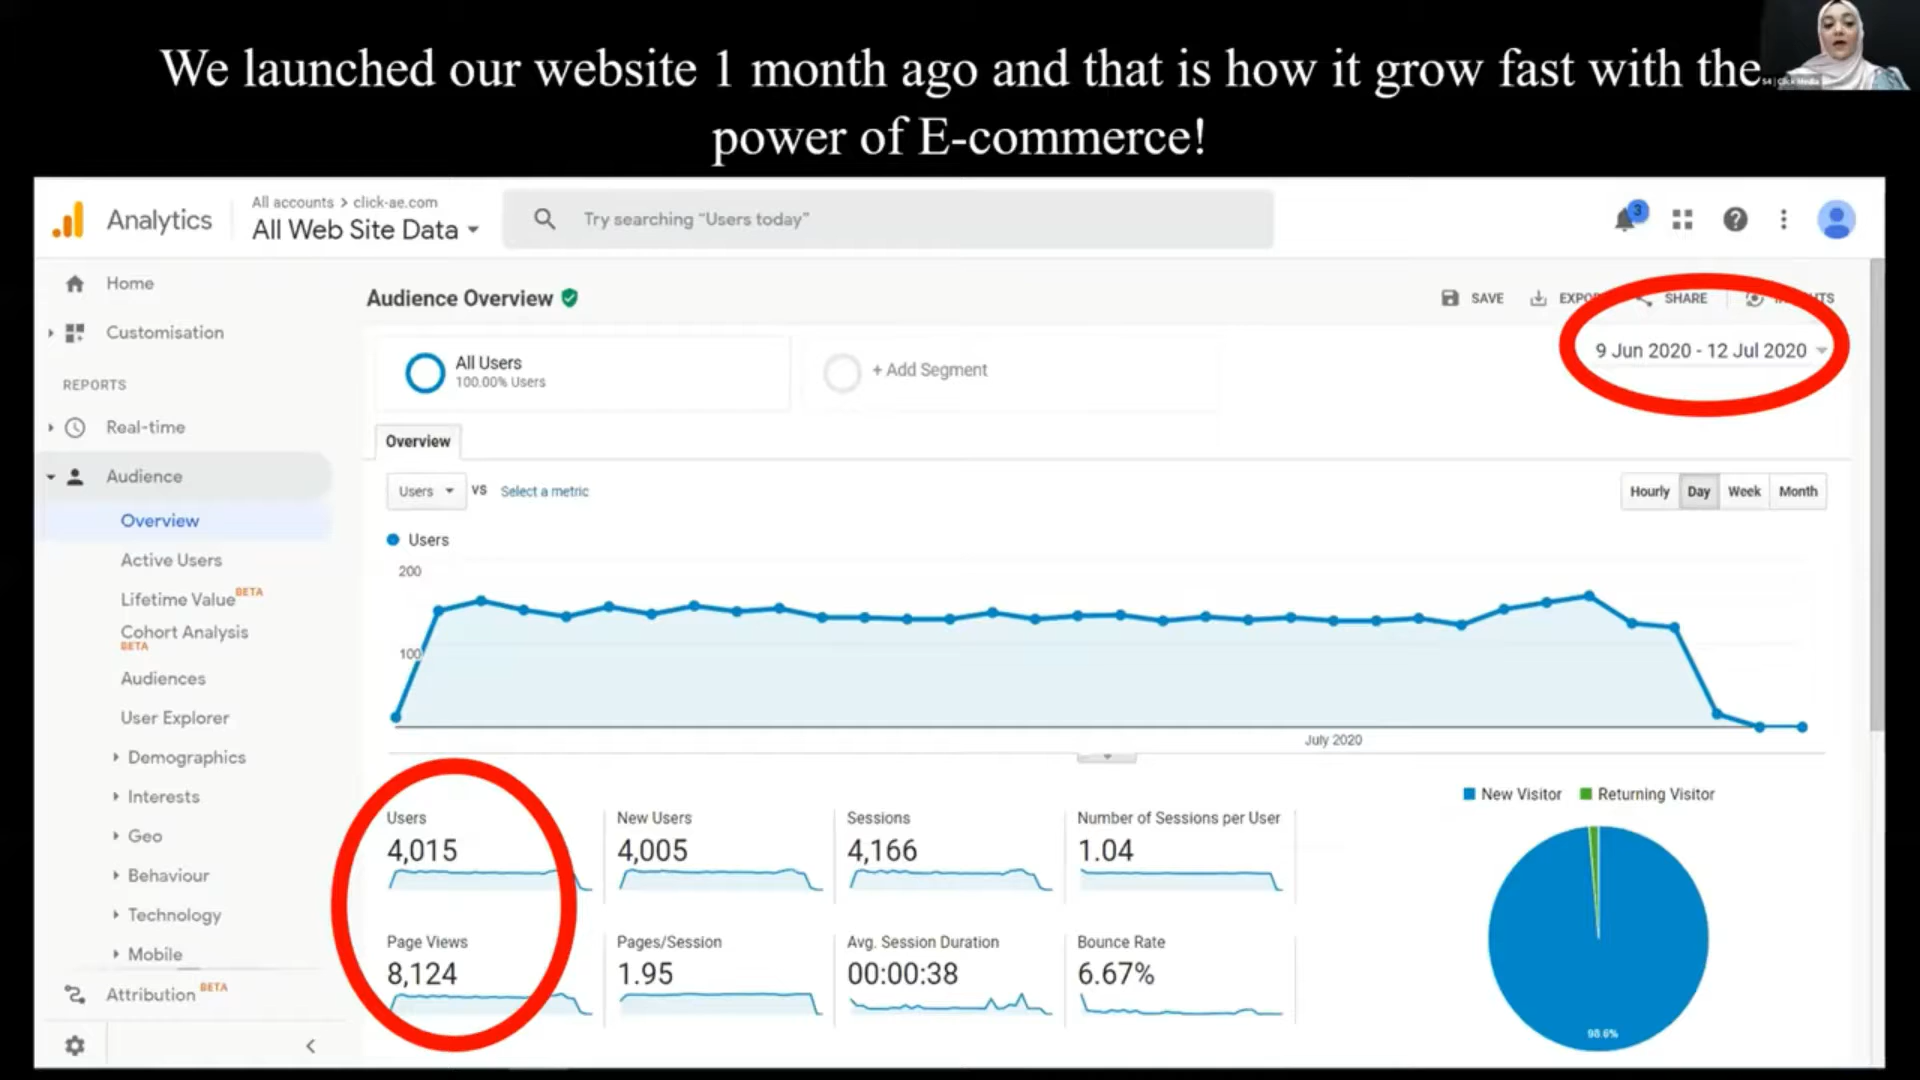 We launched our website 1 month ago and that is how it grow fast with the
power of E-commerce!
Analytics
All accounts > click-ae.com
All Web Site Data
Try searching “Users today”
3
Home
Customisation
REPORTS
Real-time
Audience
Overview
Active Users
Lifetime Value BETA
Cohort Analysis
BETA
Audiences
User Explorer
Demographics
Interests
Geo
Behaviour
Technology
Mobile
Attribution BETA
Audience Overview
SAVE
SHARE
9 Jun 2020 - 12 Jul 2020
All Users
100.00% Users
+ Add Segment
Overview
Users VS Select a metric
Hourly Day Week Month
Users
200
100
July 2020
Users New Users Sessions Number of Sessions per User
4,015 4,005 4,166 1.04
Page Views Pages/Session Avg. Session Duration Bounce Rate
8,124 1.95 00:00:38 6.67%
New Visitor Returning Visitor
98.6%